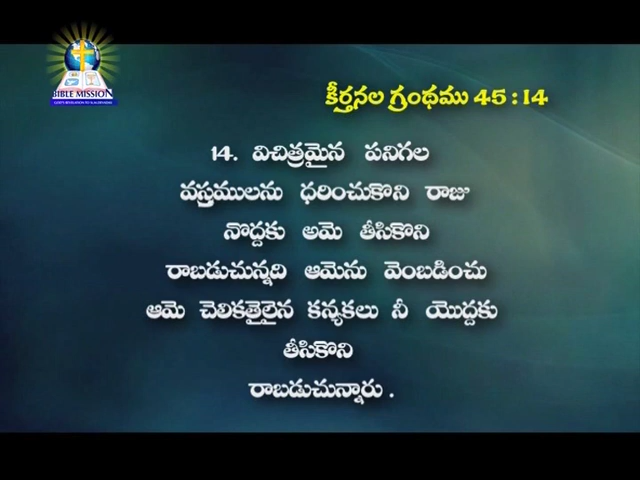 BIBLE MISSION
కీర్తనల గ్రంథము 45 : 14
14. విచిత్రమైన పనిగల
వస్త్రములను ధరించుకొని రాజు
నొద్దకు అమె తీసికొని
రాబడుచున్నది ఆమెను వెంబడించు
ఆమె చెలికత్తైలైన కన్యకలు నీ యొద్దకు
తీసికొని
రాబడుచున్నారు .